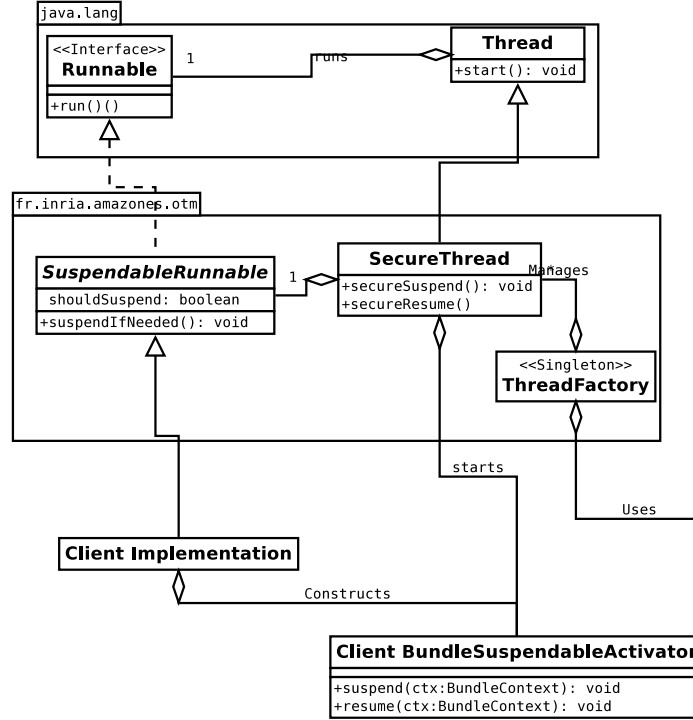 java.lang
<<Interface>>
Runnable
+run()()
1
runs
Thread
+start(): void
fr.inria.amazones.otm
SuspendableRunnable
shouldSuspend: boolean
+suspendIfNeeded(): void
1
SecureThread
+secureSuspend(): void
+secureResume()
Manages
*
<<Singleton>>
ThreadFactory
starts
Uses
Client Implementation
Constructs
Client BundleSuspendableActivator
+suspend(ctx:BundleContext): void
+resume(ctx:BundleContext): void